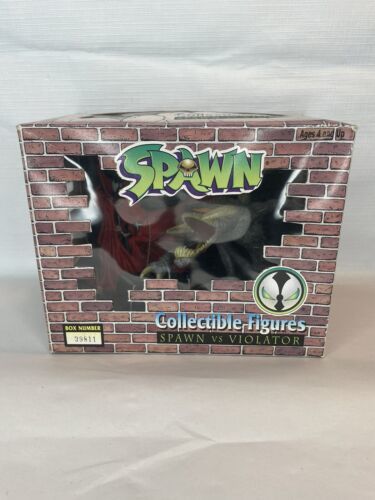 Ages 4 and Up
SPAWN
Collectible Figures
SPAWN VS VIOLATOR
BOX NUMBER
39811